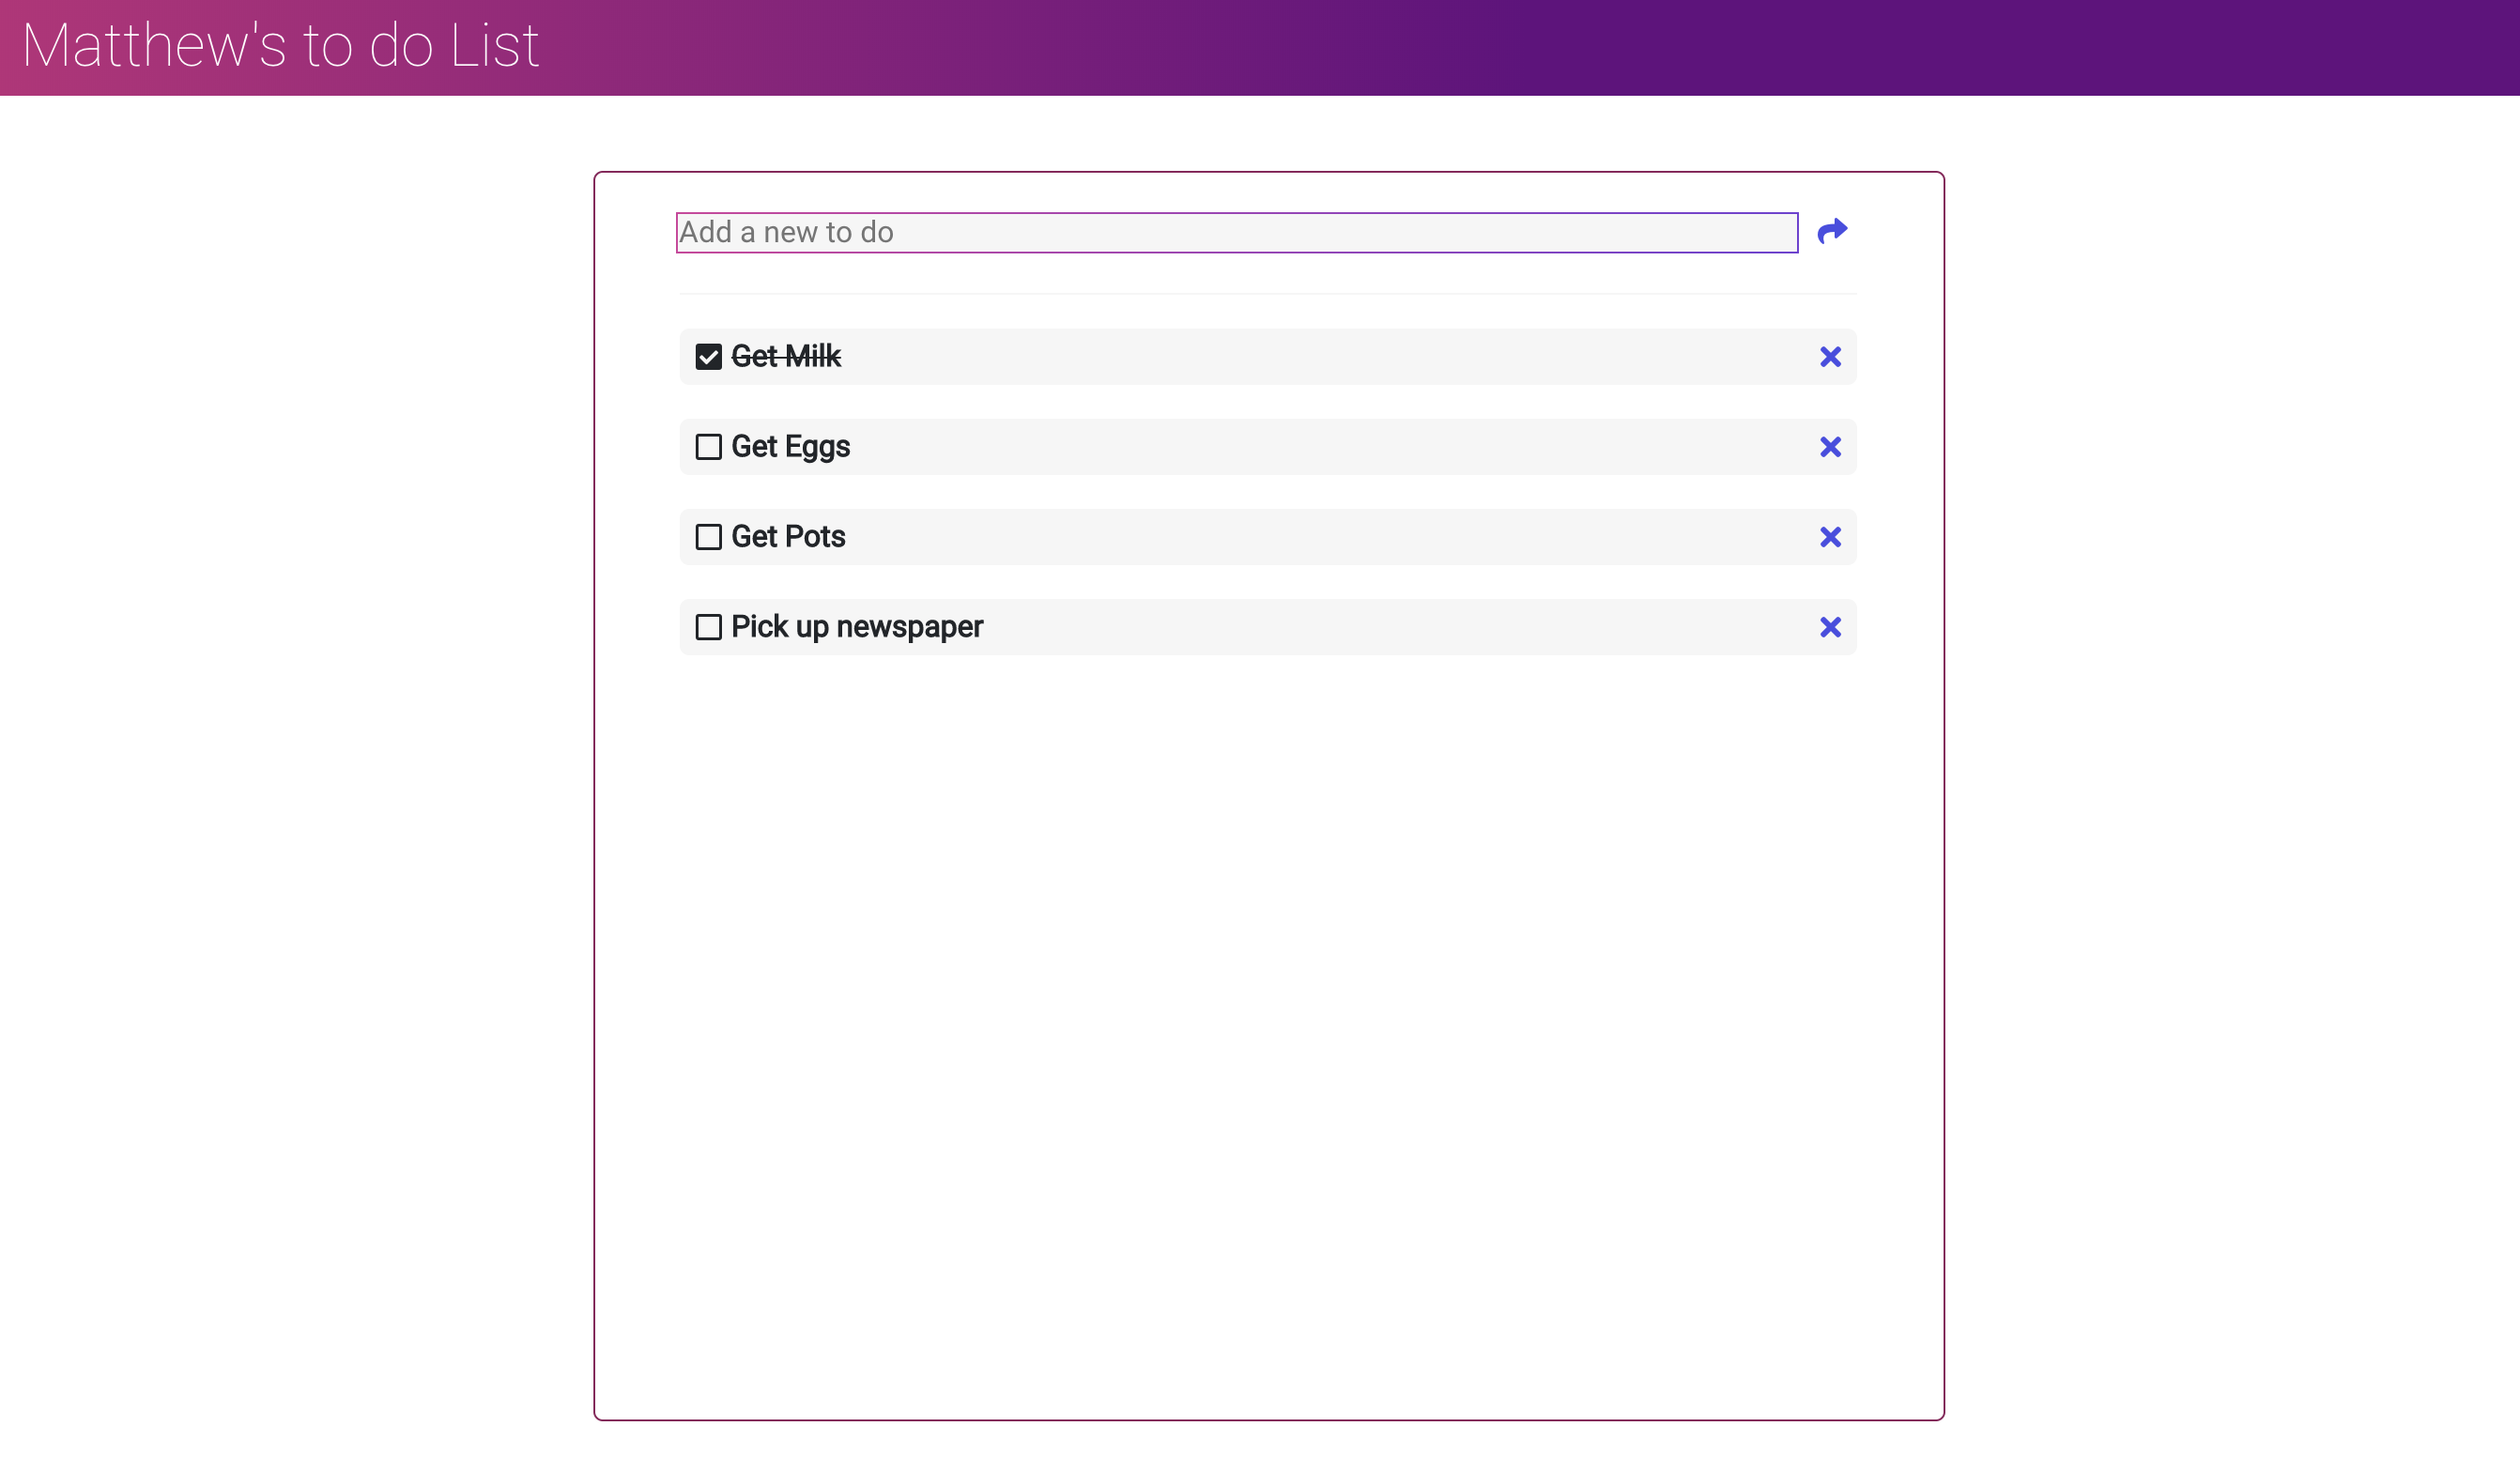 Matthew's to do List
Add a new to do
Get Milk
Get Eggs
Get Pots
Pick up newspaper